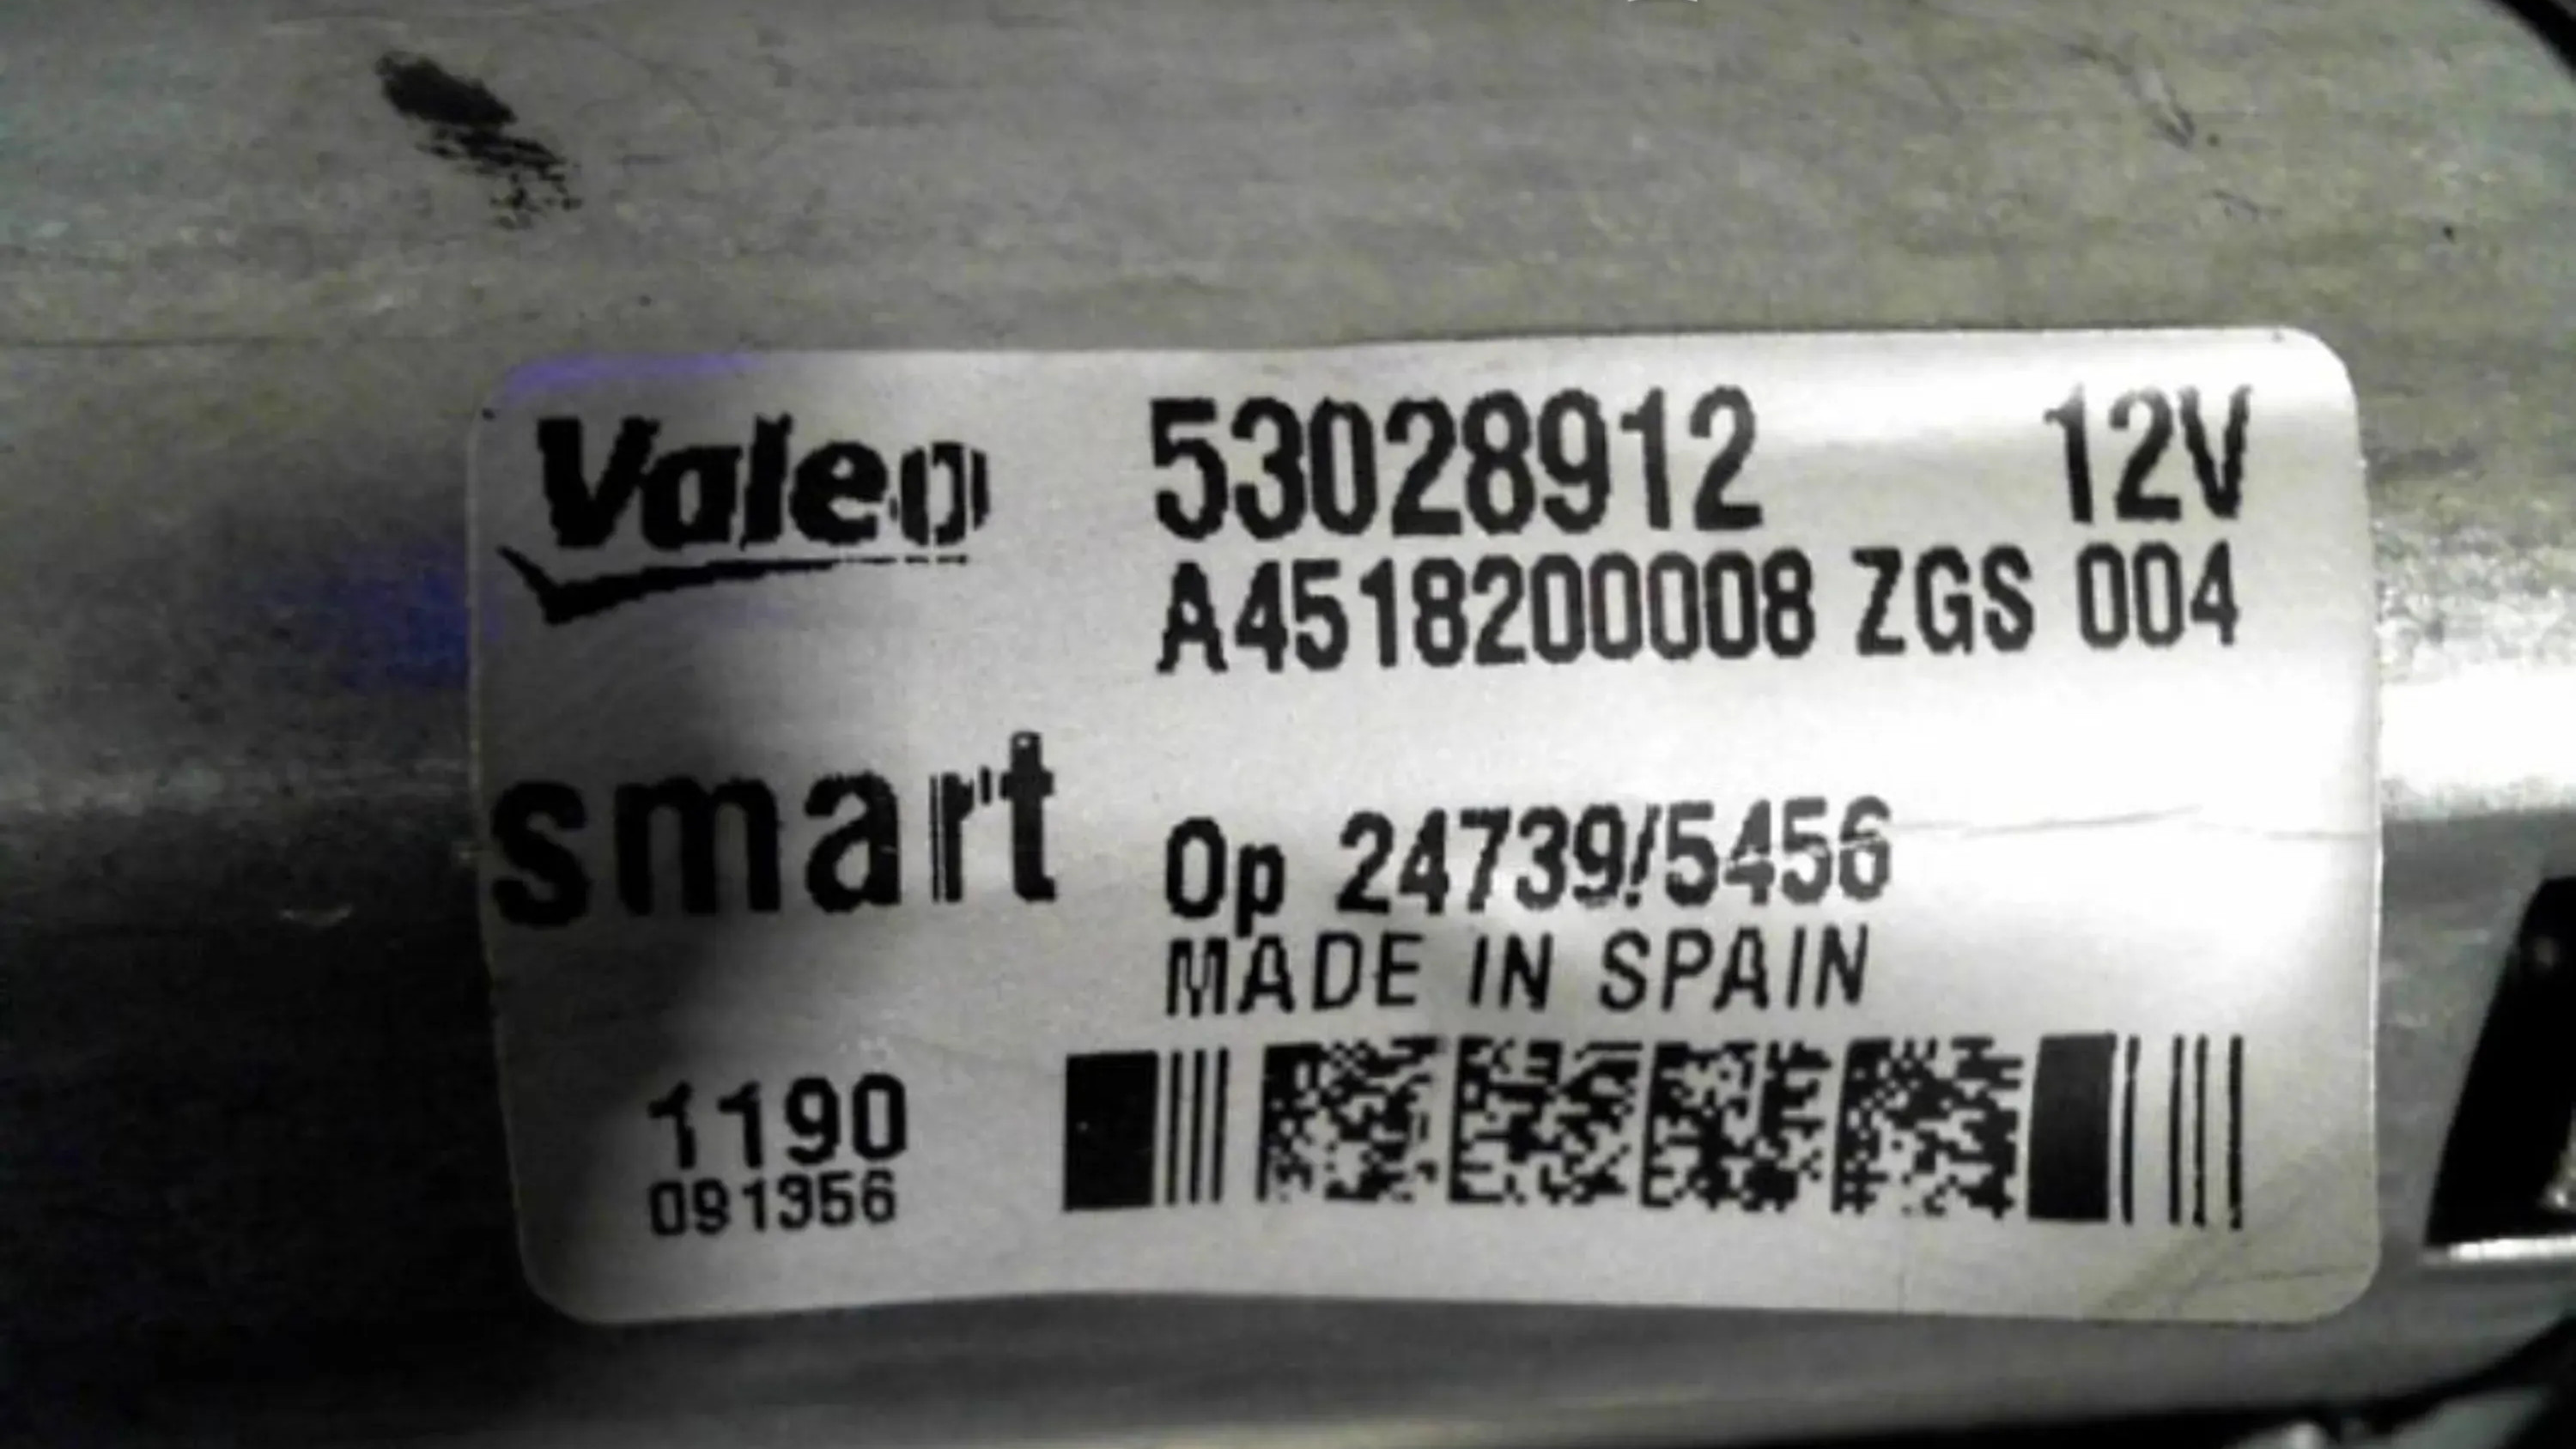 Valeo 53028912 12V
A4518200008 ZGS 004
smart
Op 24739/5456
MADE IN SPAIN
1190
091356